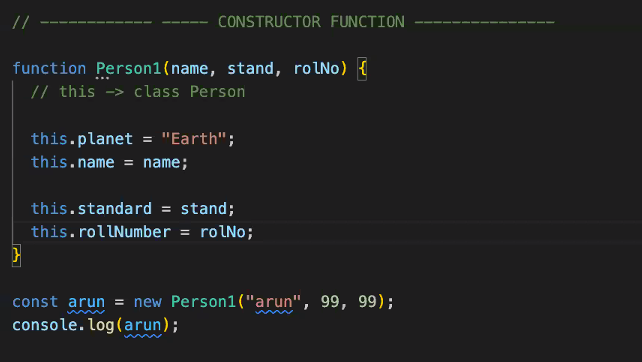 // ------------ ----- CONSTRUCTOR FUNCTION ---------------
function Person1(name, stand, rolNo) {
// this -> class Person
this.planet = "Earth";
this.name = name;
this.standard = stand;
this.rollNumber = rolNo;
}
const arun = new Person1("arun", 99, 99);
console.log(arun);